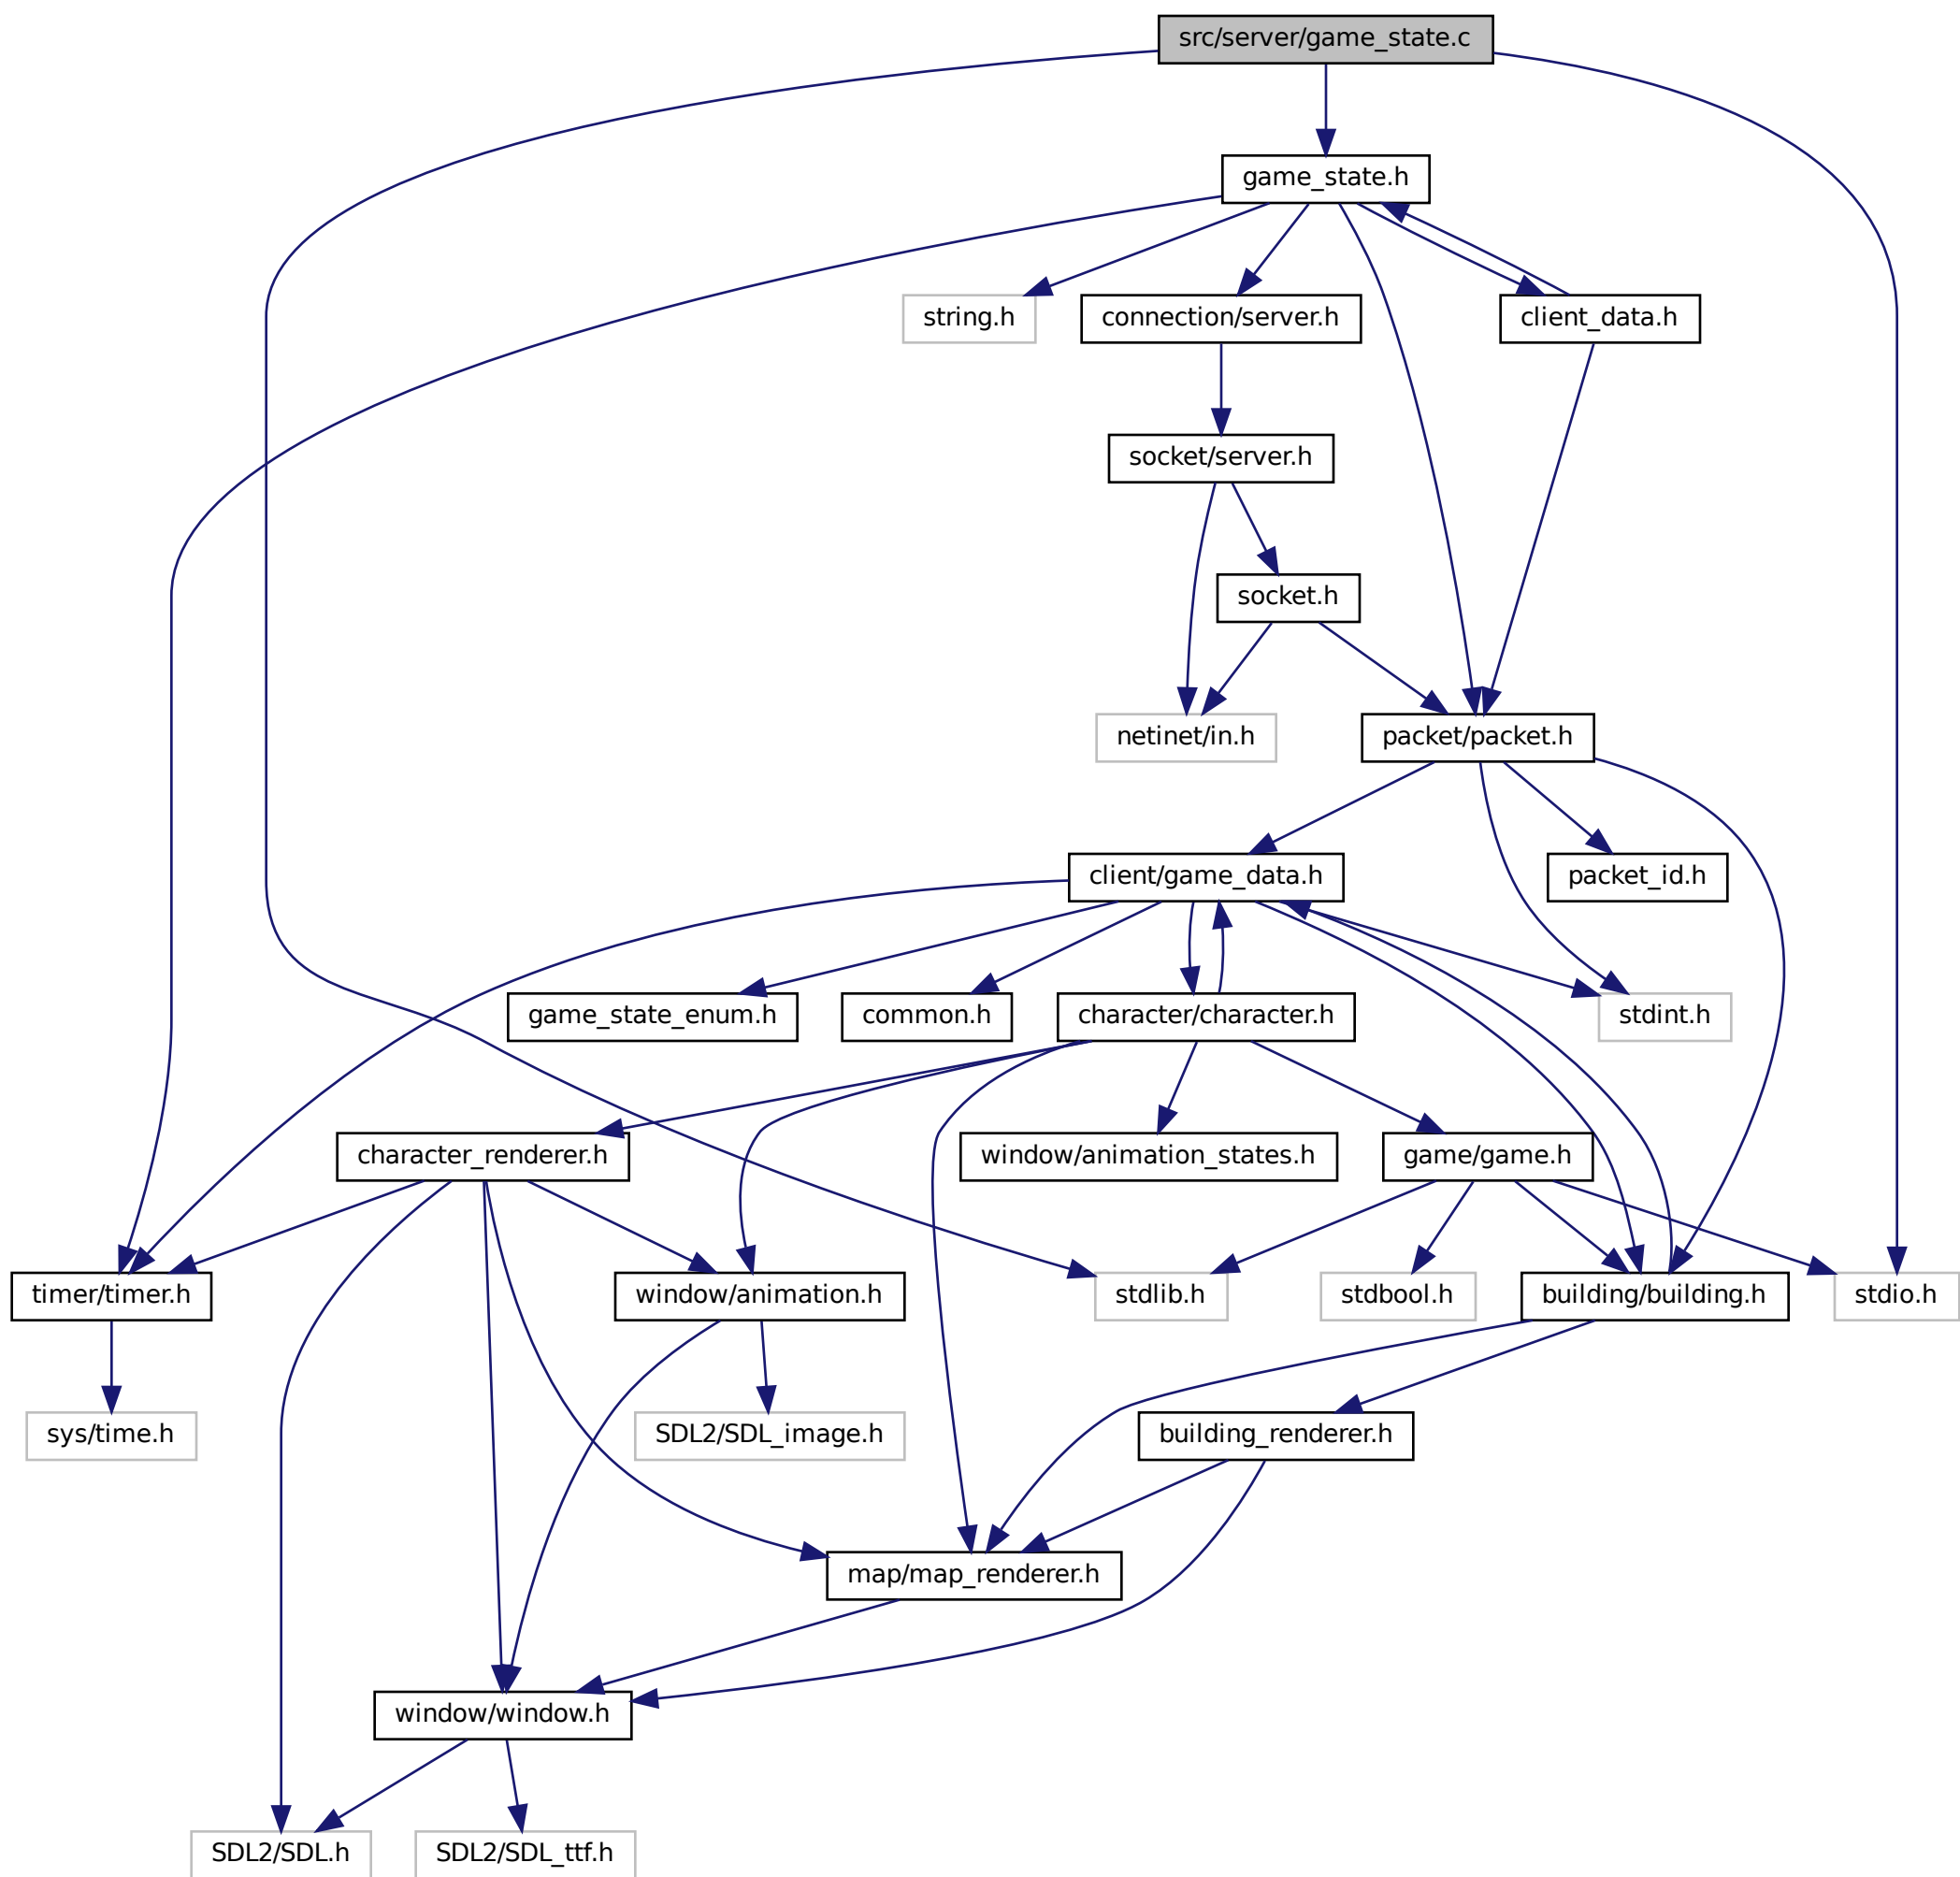 src/server/game_state.c
game_state.h
string.h
connection/server.h
client_data.h
socket/server.h
socket.h
netinet/in.h
packet/packet.h
client/game_data.h
packet_id.h
game_state_enum.h
common.h
character/character.h
stdint.h
character_renderer.h
window/animation_states.h
game/game.h
timer/timer.h
window/animation.h
stdlib.h
stdbool.h
building/building.h
stdio.h
sys/time.h
SDL2/SDL_image.h
building_renderer.h
map/map_renderer.h
window/window.h
SDL2/SDL.h
SDL2/SDL_ttf.h